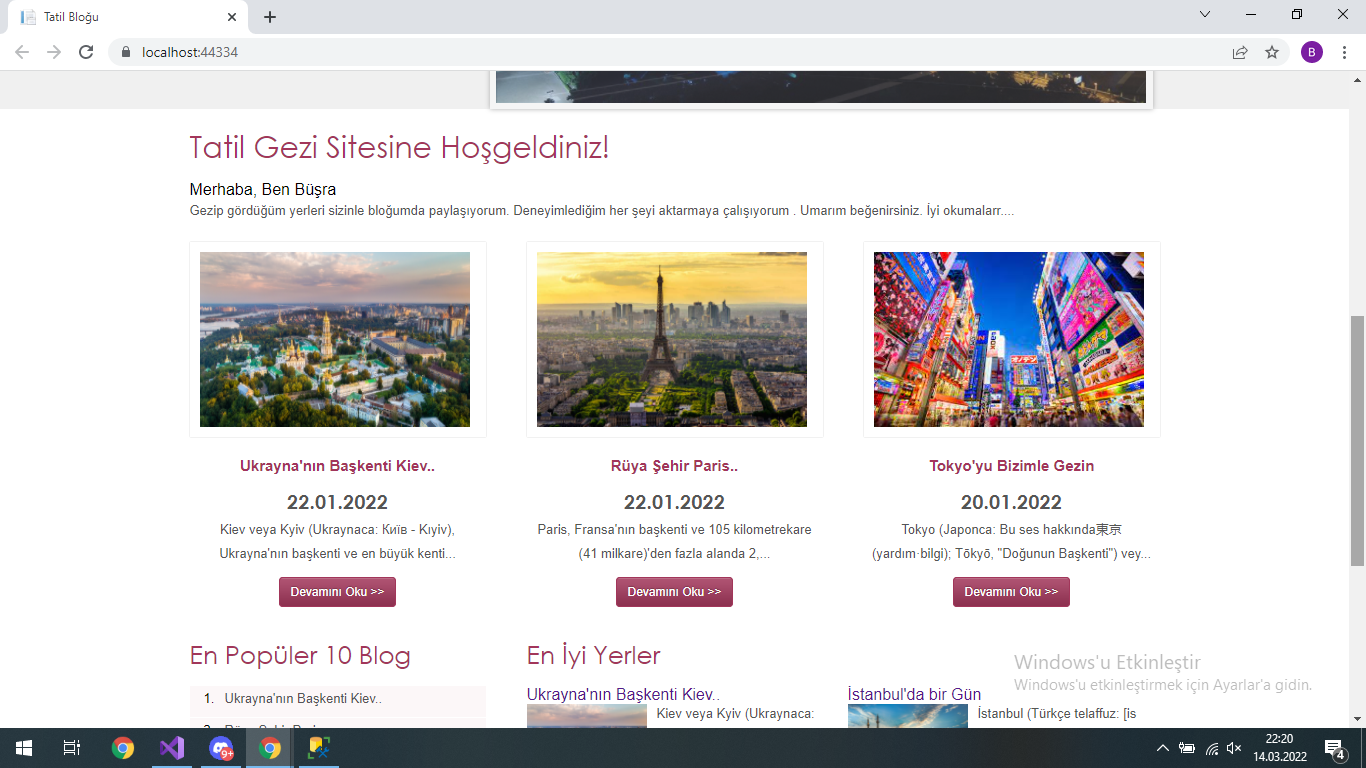 Tatil Bloğu
localhost:44334
B
Tatil Gezi Sitesine Hoşgeldiniz!
Merhaba, Ben Büşra
Gezip gördüğüm yerleri sizinle bloğumda paylaşıyorum. Deneyimlediğim her şeyi aktarmaya çalışıyorum . Umarım beğenirsiniz. İyi okumalarr....
Ukrayna'nın Başkenti Kiev..
22.01.2022
Kiev veya Kyiv (Ukraynaca: Київ - Kıyiv),
Ukrayna'nın başkenti ve en büyük kenti...
Devamını Oku >>
Rüya Şehir Paris..
22.01.2022
Paris, Fransa'nın başkenti ve 105 kilometrekare
(41 milkare)'den fazla alanda 2,...
Devamını Oku >>
Tokyo'yu Bizimle Gezin
20.01.2022
Tokyo (Japonca: Bu ses hakkında東京
(yardım·bilgi); Tōkyō, "Doğunun Başkenti") vey...
Devamını Oku >>
En Popüler 10 Blog
1. Ukrayna'nın Başkenti Kiev..
En İyi Yerler
Ukrayna'nın Başkenti Kiev..
Kiev veya Kyiv (Ukraynaca:
İstanbul'da bir Gün
İstanbul (Türkçe telaffuz: [is
Windows'u Etkinleştir
Windows'u etkinleştirmek için Ayarlar'a gidin.
9+
22:20
14.03.2022
4